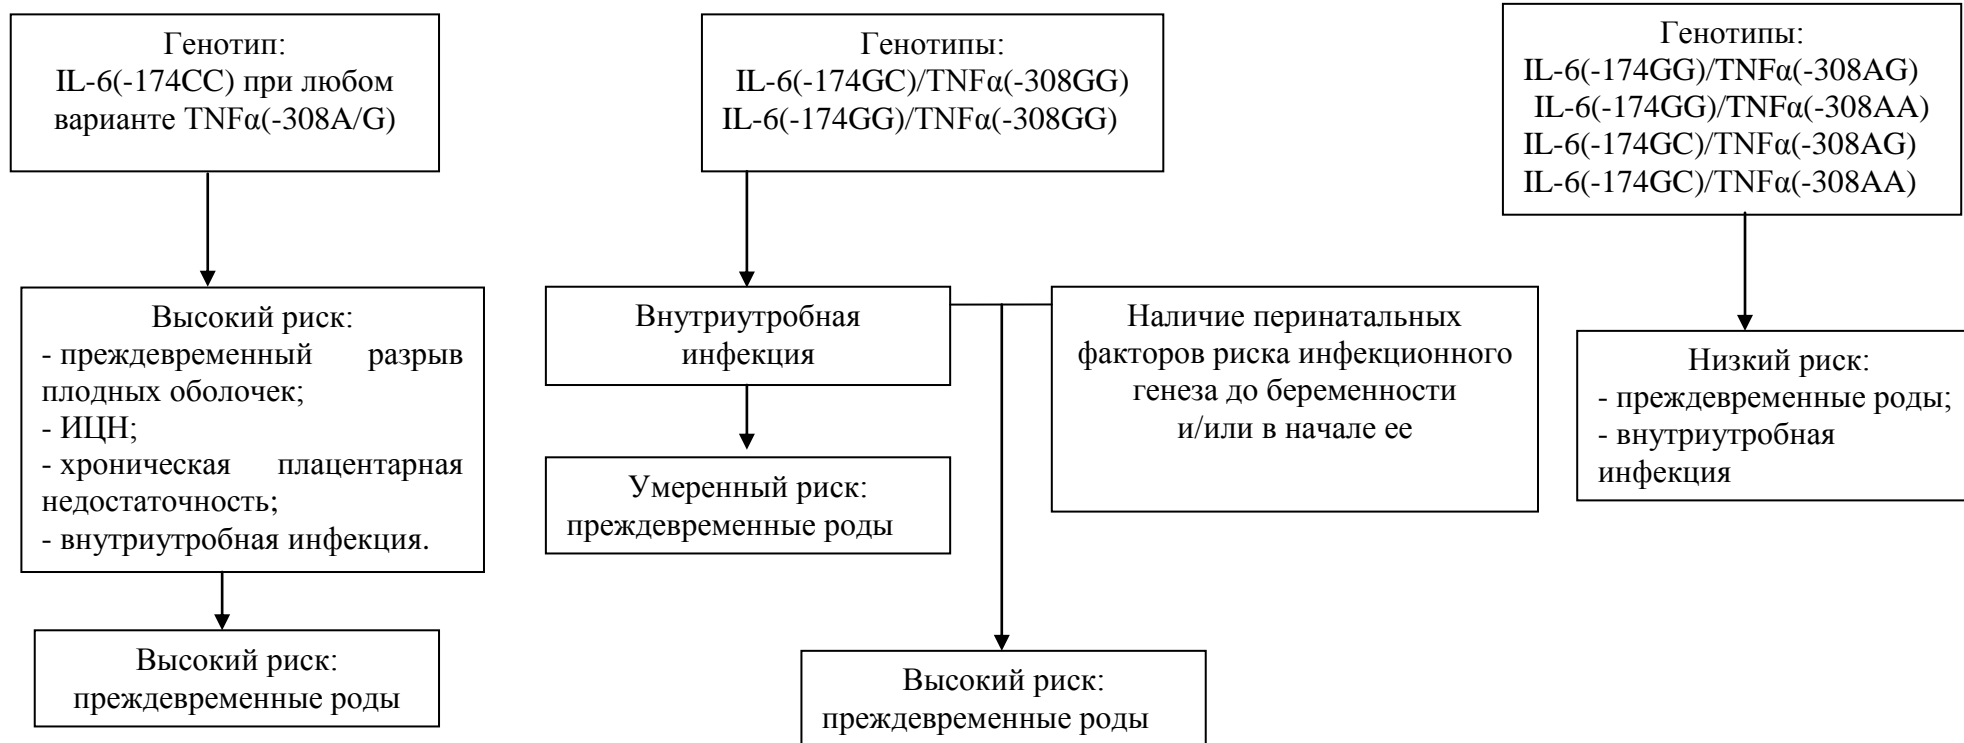 Генотип:
IL-6(-174CC) при любом
варианте TNFα(-308A/G)
Генотипы:
IL-6(-174GC)/TNFα(-308GG)
IL-6(-174GG)/TNFα(-308GG)
Генотипы:
IL-6(-174GG)/TNFα(-308AG)
IL-6(-174GG)/TNFα(-308AA)
IL-6(-174GC)/TNFα(-308AG)
IL-6(-174GC)/TNFα(-308AA)
Высокий риск:
- преждевременный разрыв
плодных оболочек;
- ИЦН;
- хроническая плацентарная
недостаточность;
- внутриутробная инфекция.
Внутриутробная
инфекция
Наличие перинатальных
факторов риска инфекционного
генеза до беременности
и/или в начале ее
Низкий риск:
- преждевременные роды;
- внутриутробная
инфекция
Умеренный риск:
преждевременные роды
Высокий риск:
преждевременные роды
Высокий риск:
преждевременные роды